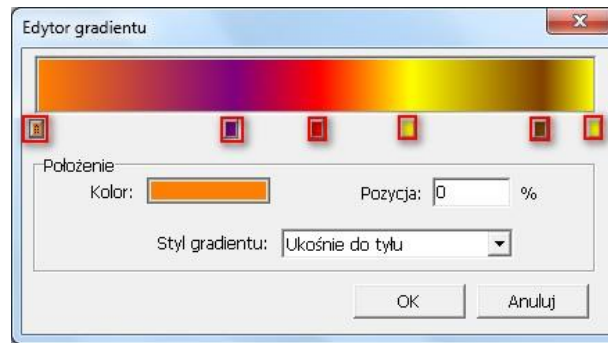 Edytor gradientu
Położenie
Kolor:
Pozycja: 0 %
Styl gradientu: Ukośnie do tyłu
OK Anuluj